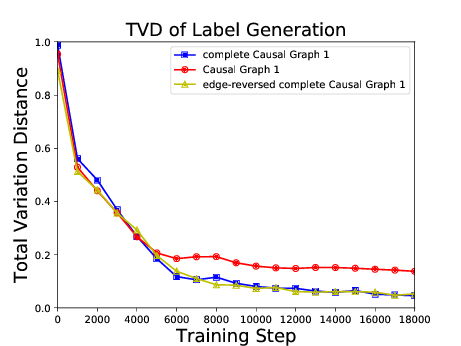 TVD of Label Generation
complete Causal Graph 1
Causal Graph 1
edge-reversed complete Causal Graph 1
Total Variation Distance
1.0
0.8
0.6
0.4
0.2
0.0
0 2000 4000 6000 8000 10000 12000 14000 16000 18000
Training Step